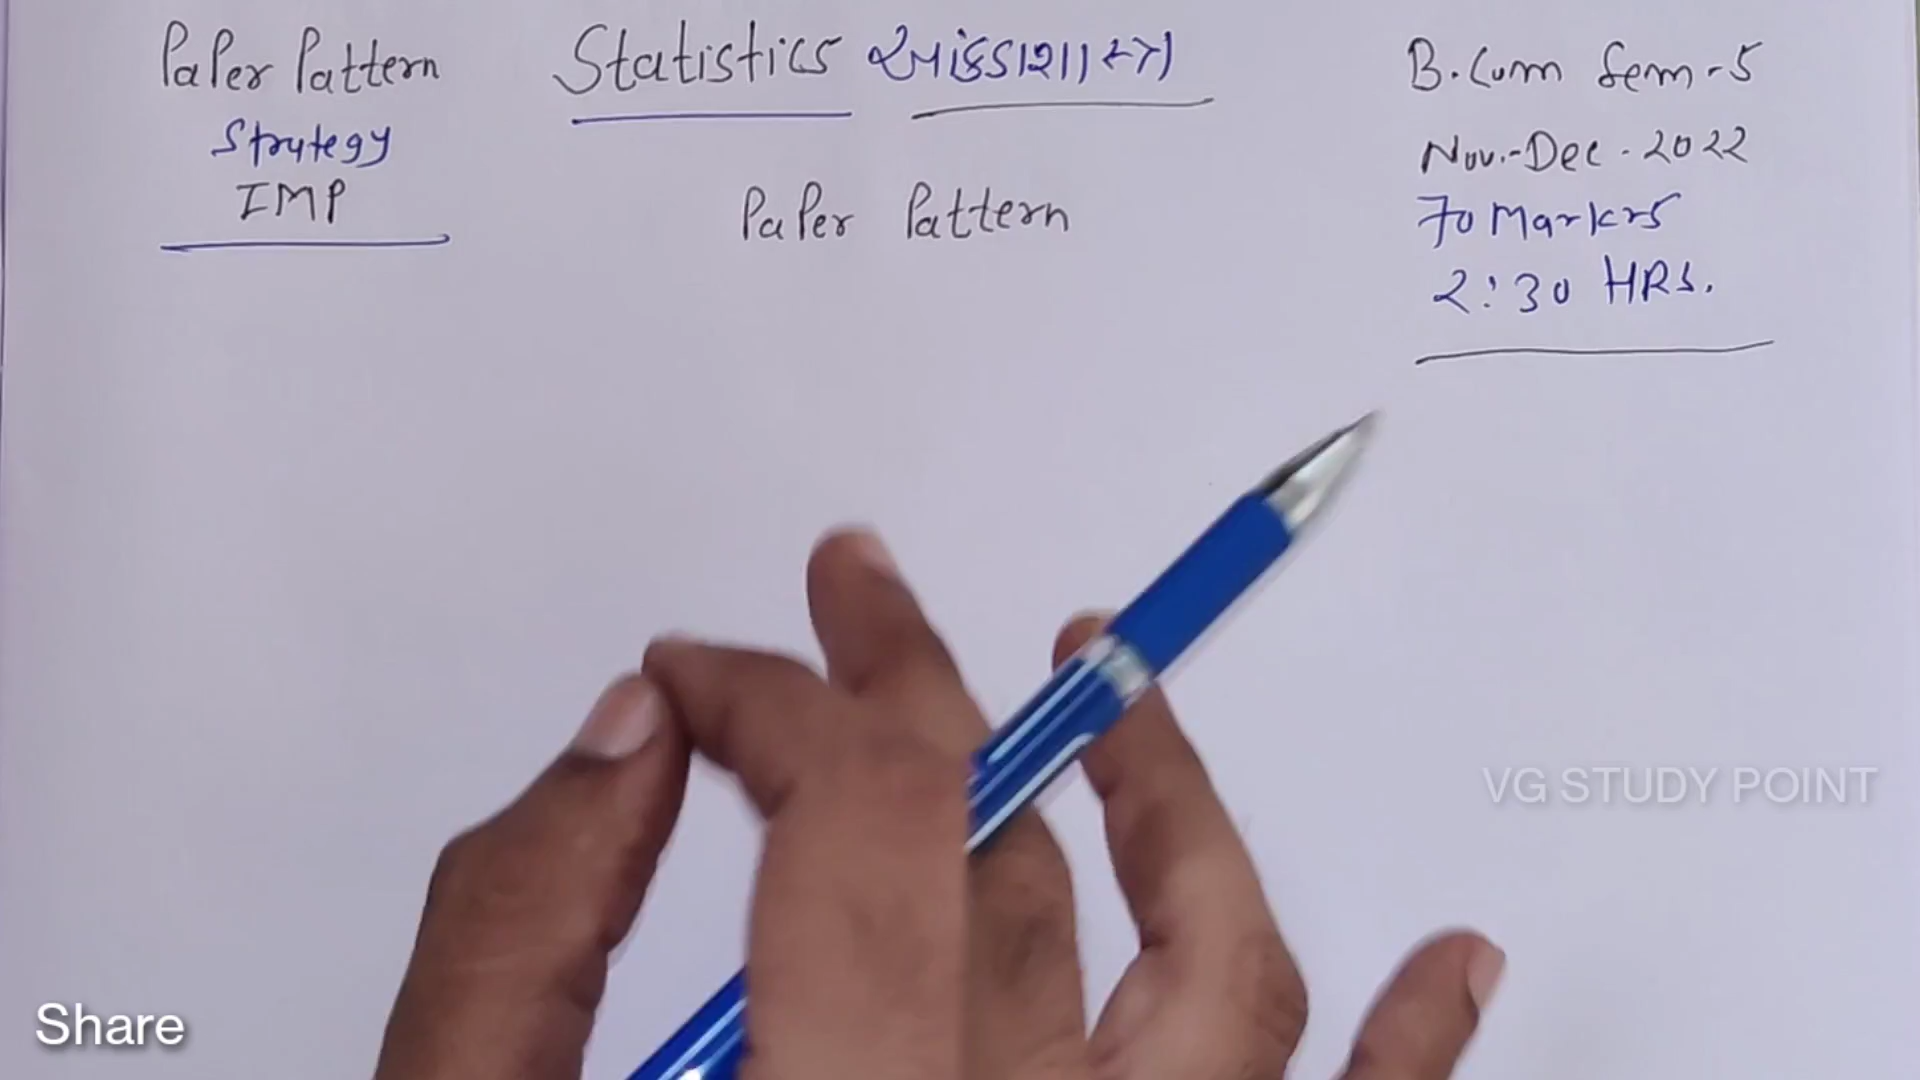 Paper Pattern
Strategy
IMP
Statistics આંકડાશાસ્ત્ર
Paper Pattern
B.Com Sem-5
Nov.-Dec-2022
70 Markrs
2:30 HRS.
VG STUDY POINT
Share